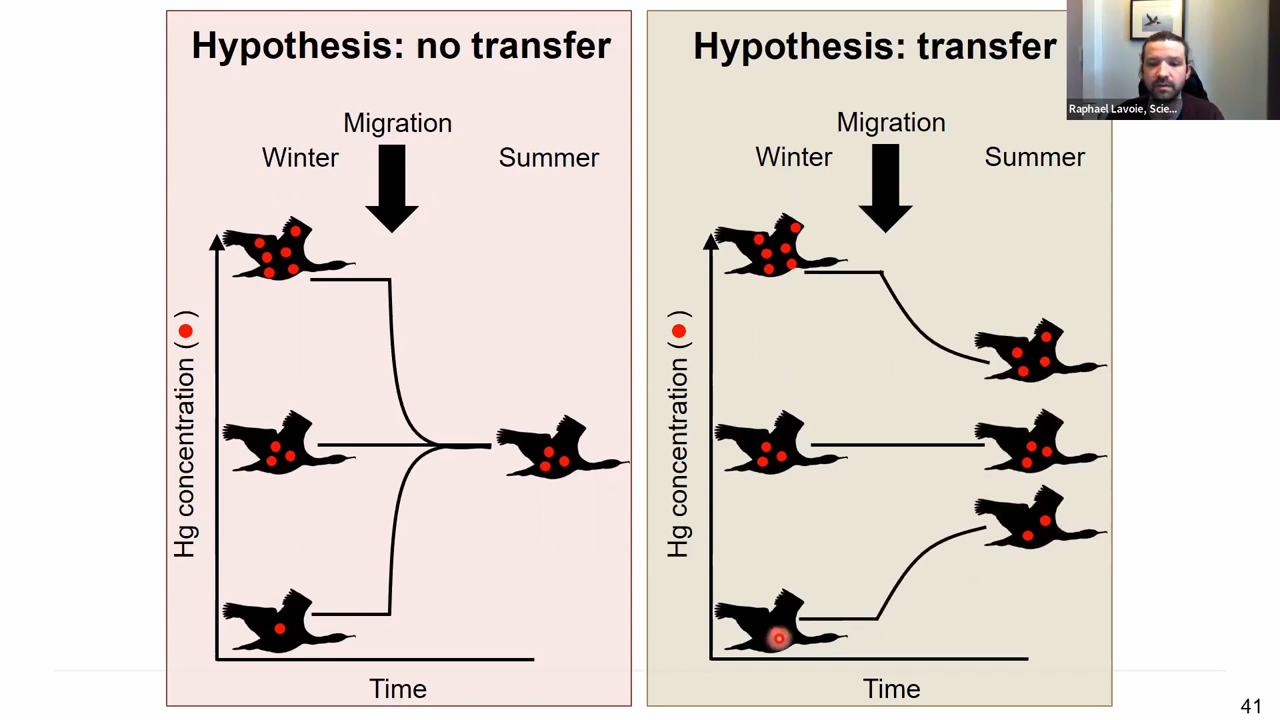 Hypothesis: no transfer
Migration
Winter
Summer
Hg concentration ( )
Time
Hypothesis: transfer
Migration
Winter
Summer
Hg concentration ( )
Time
Raphael Lavoie, Scie...
41